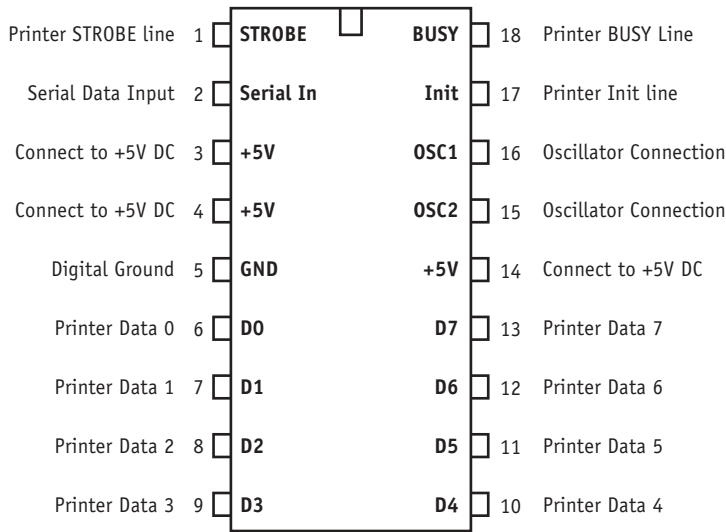 Printer STROBE line 1 STROBE BUSY 18 Printer BUSY Line
Serial Data Input 2 Serial In Init 17 Printer Init line
Connect to +5V DC 3 +5V OSC1 16 Oscillator Connection
Connect to +5V DC 4 +5V OSC2 15 Oscillator Connection
Digital Ground 5 GND +5V 14 Connect to +5V DC
Printer Data 0 6 D0 D7 13 Printer Data 7
Printer Data 1 7 D1 D6 12 Printer Data 6
Printer Data 2 8 D2 D5 11 Printer Data 5
Printer Data 3 9 D3 D4 10 Printer Data 4